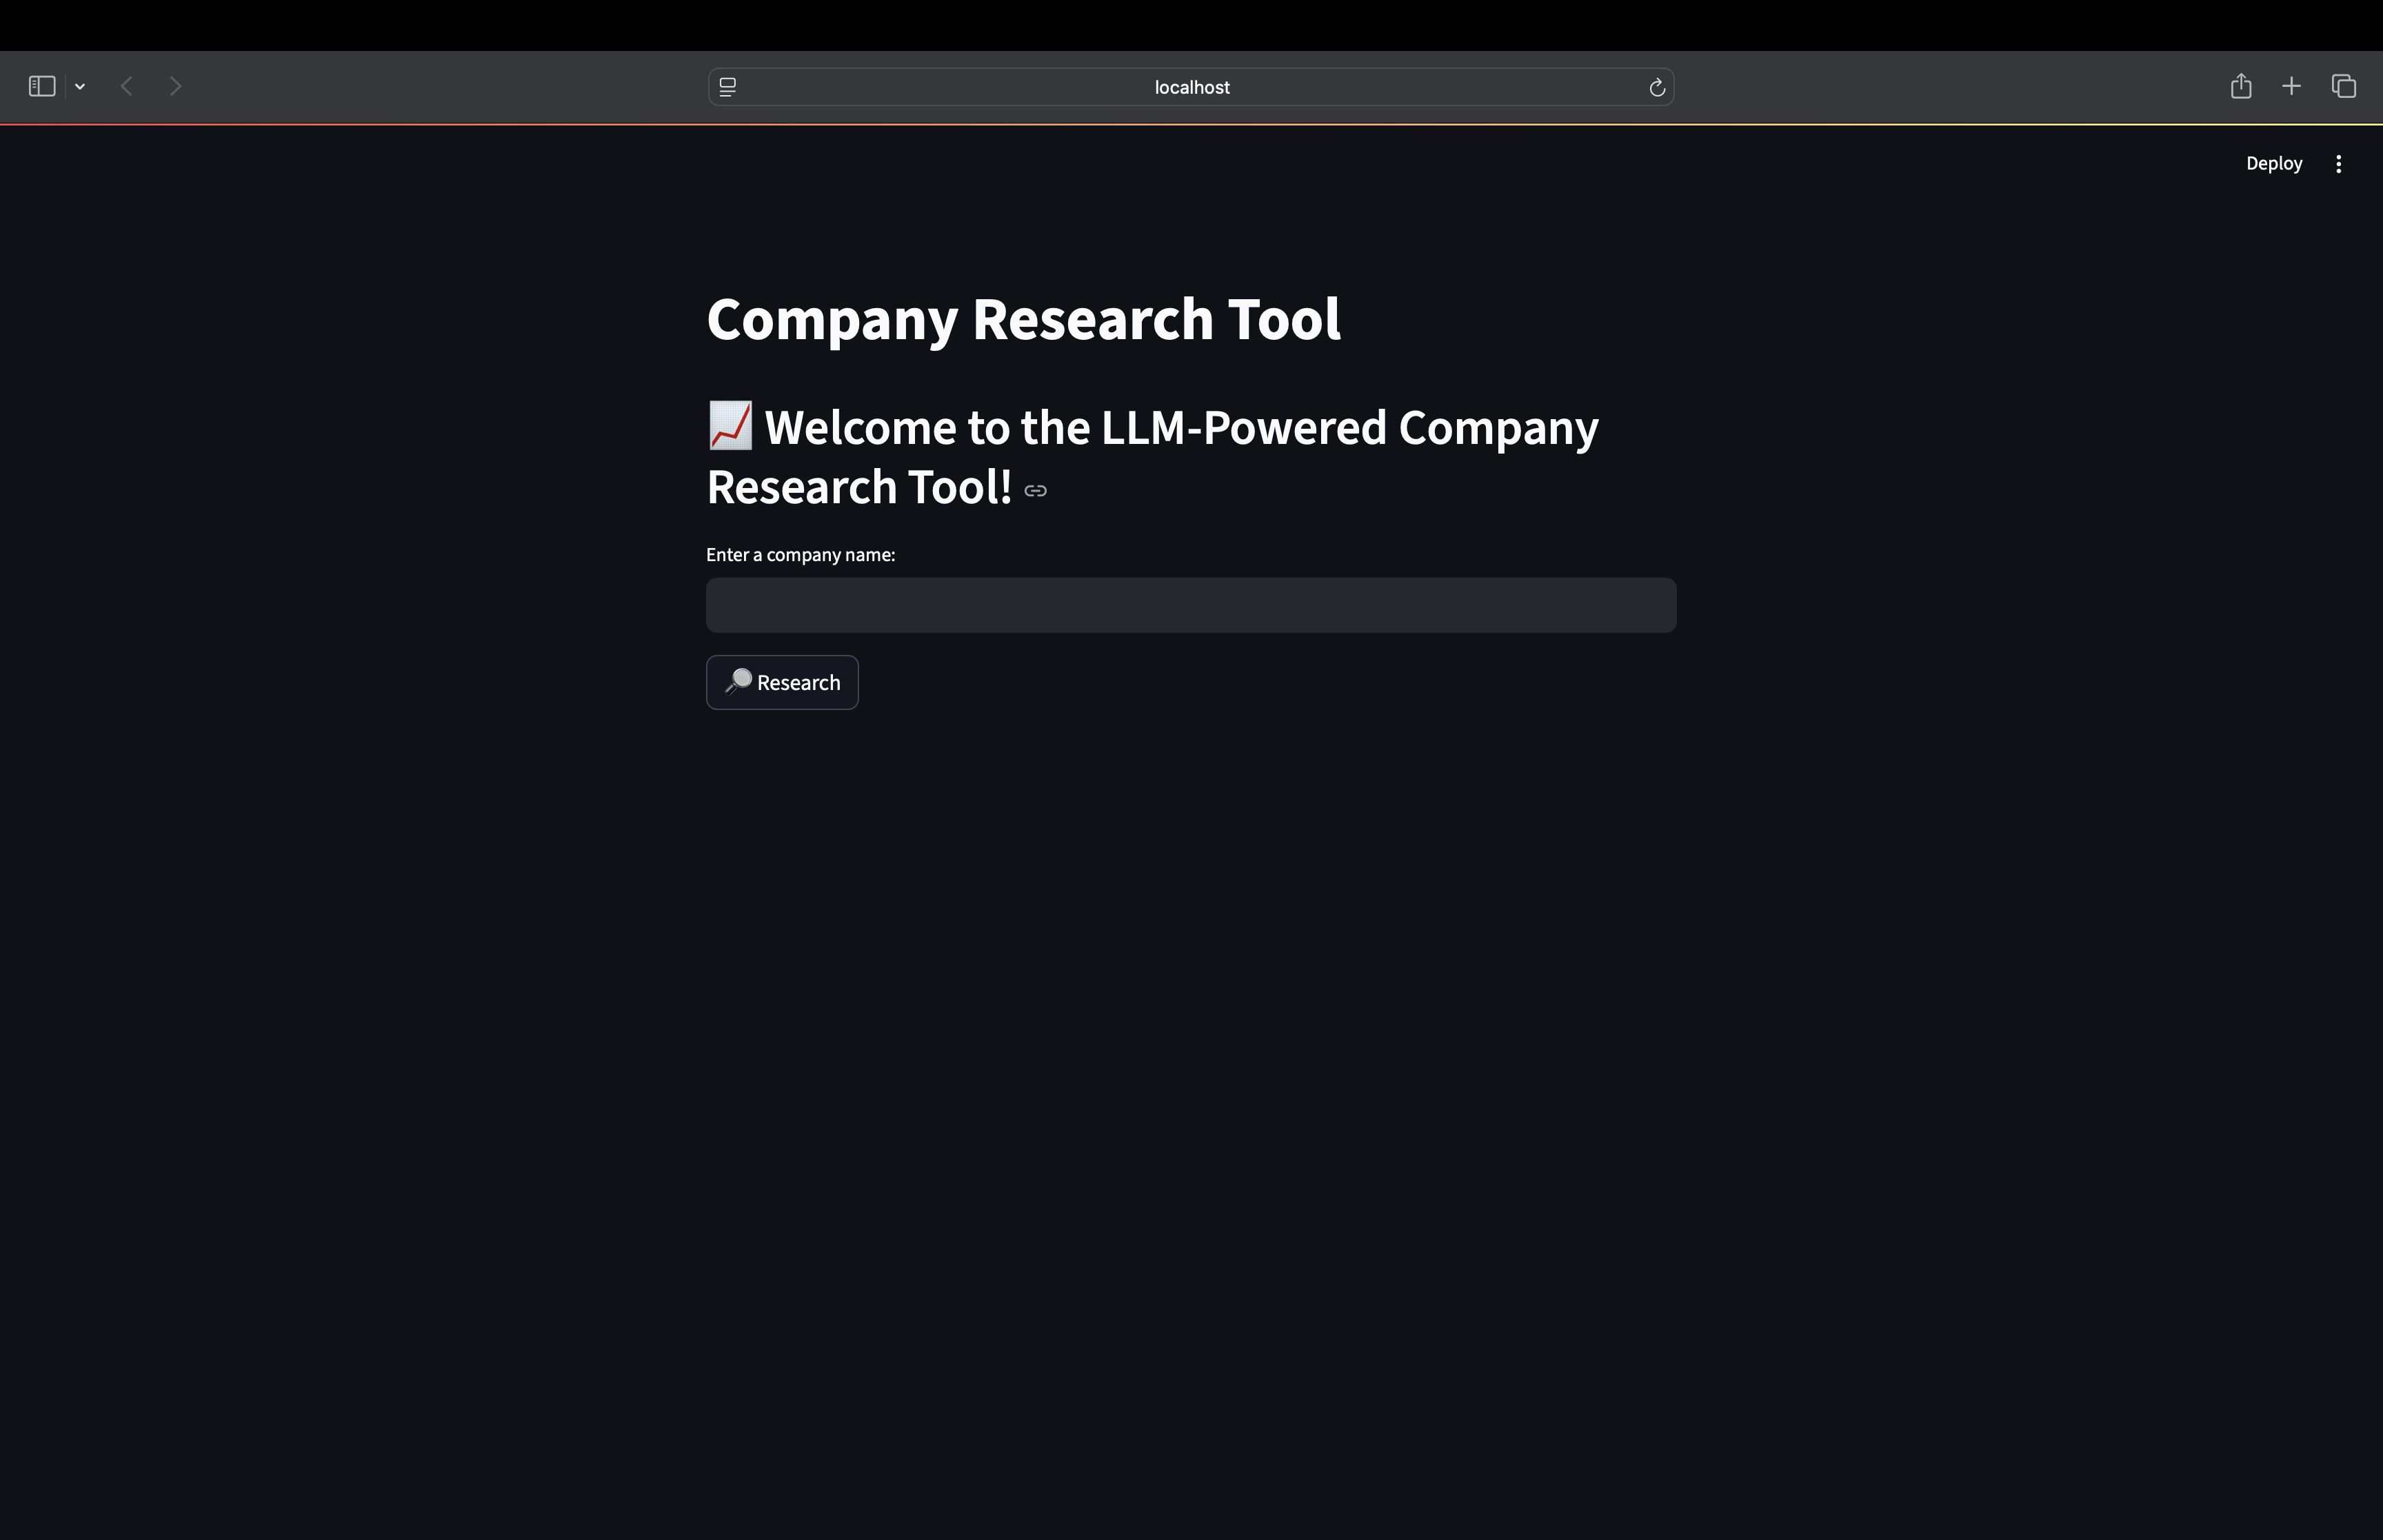 localhost
Deploy
Company Research Tool
📈 Welcome to the LLM-Powered Company
Research Tool!
Enter a company name:
🔎 Research